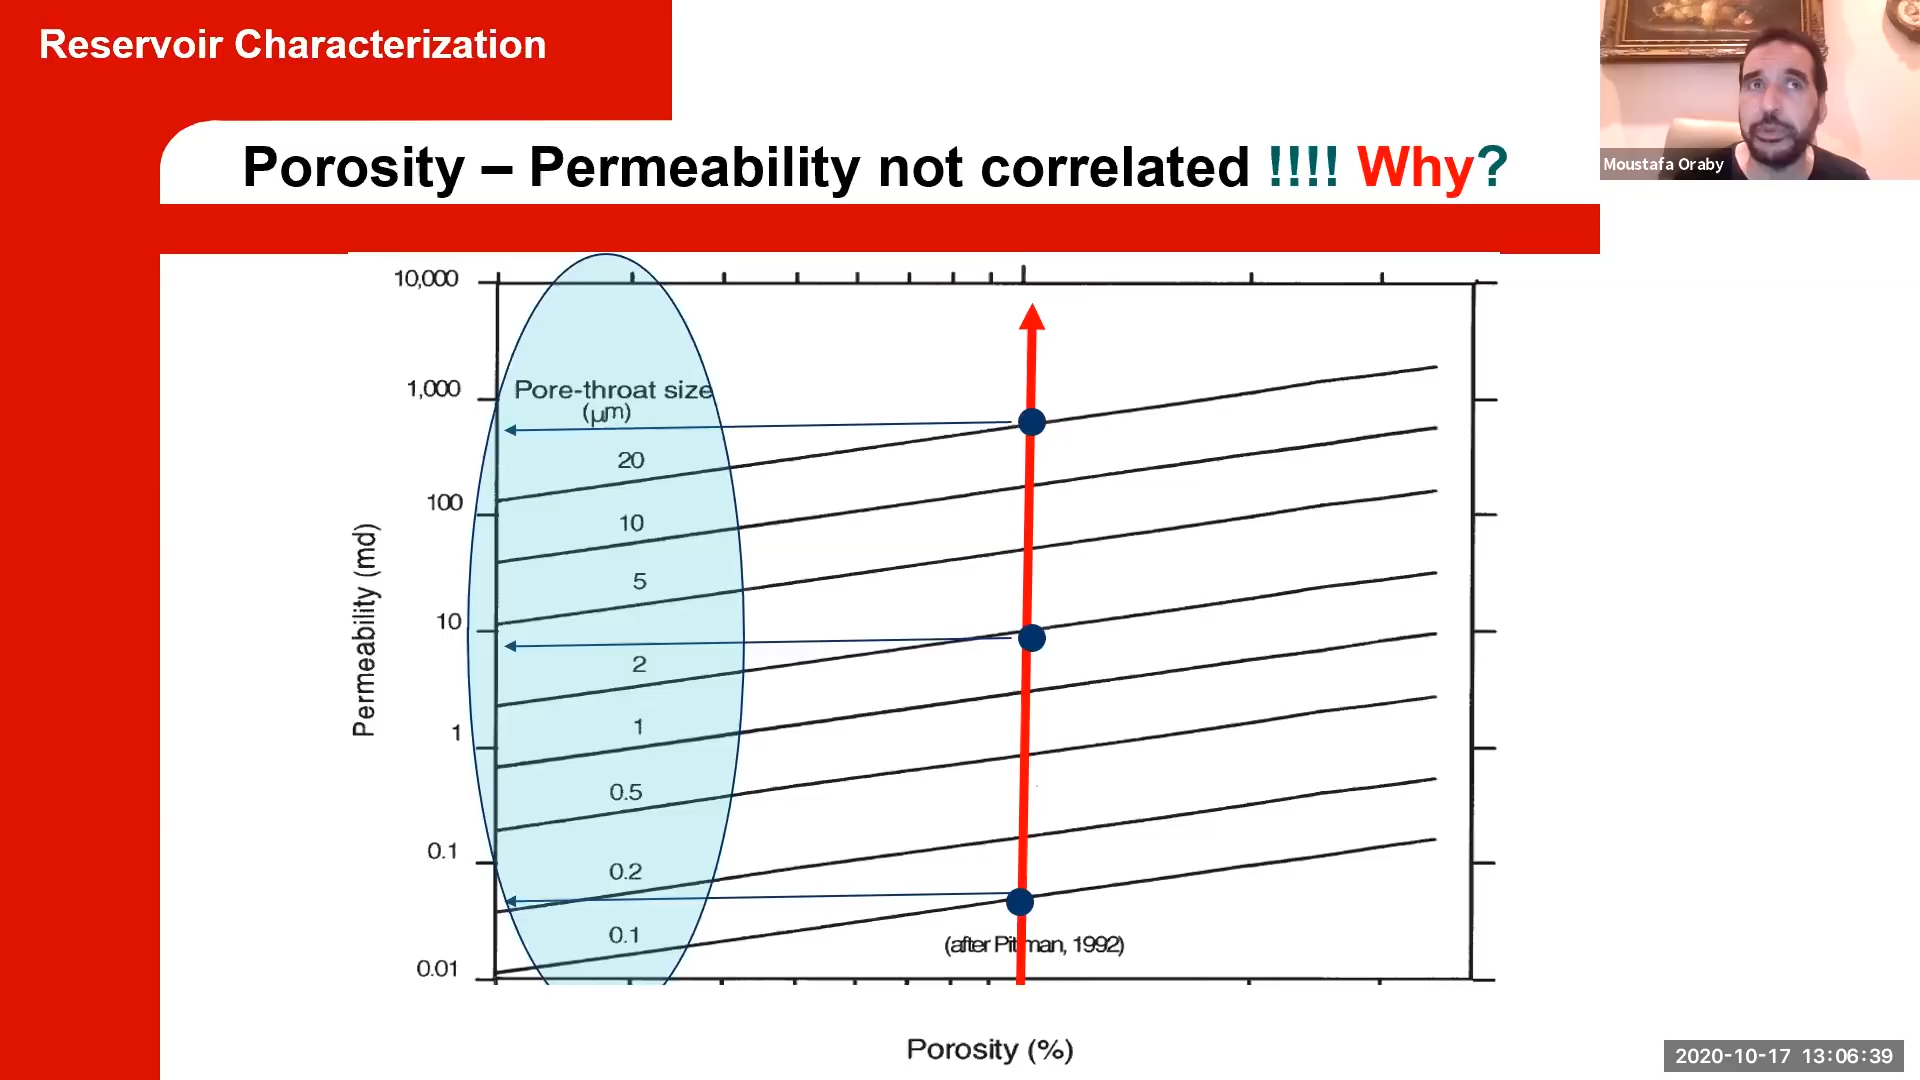 Reservoir Characterization
Moustafa Oraby
Porosity – Permeability not correlated !!!! Why?
10,000
1,000
100
10
1
0.1
0.01
Permeability (md)
Pore-throat size
(µm)
20
10
5
2
1
0.5
0.2
0.1
(after Pittman, 1992)
Porosity (%)
2020-10-17 13:06:39